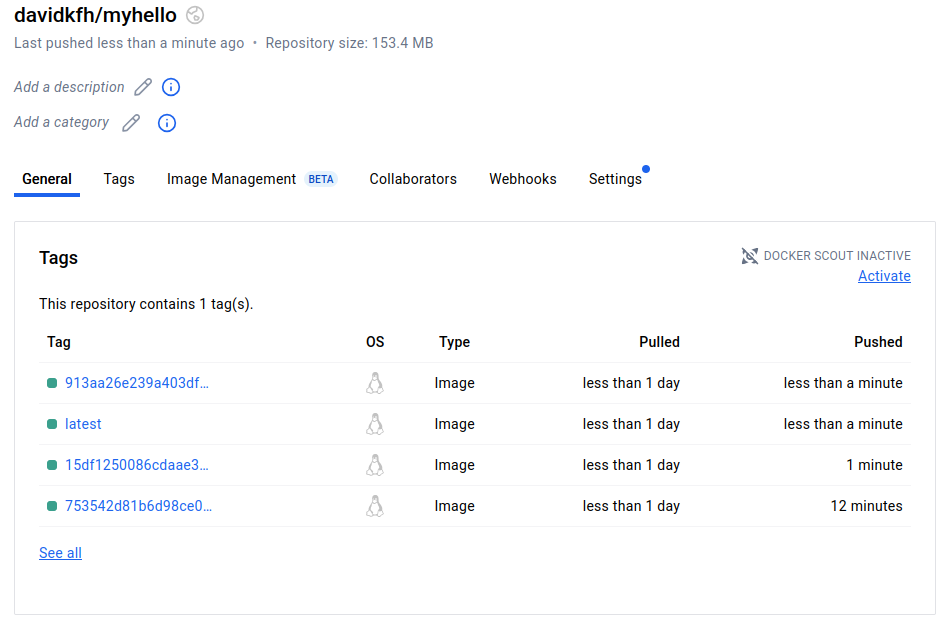 davidkfh/myhello
Last pushed less than a minute ago • Repository size: 153.4 MB
Add a description
Add a category
General Tags Image Management BETA Collaborators Webhooks Settings
Tags
DOCKER SCOUT INACTIVE
Activate
This repository contains 1 tag(s).
Tag OS Type Pulled Pushed
913aa26e239a403df... Image less than 1 day less than a minute
latest Image less than 1 day less than a minute
15df1250086cdaae3... Image less than 1 day 1 minute
753542d81b6d98ce0... Image less than 1 day 12 minutes
See all